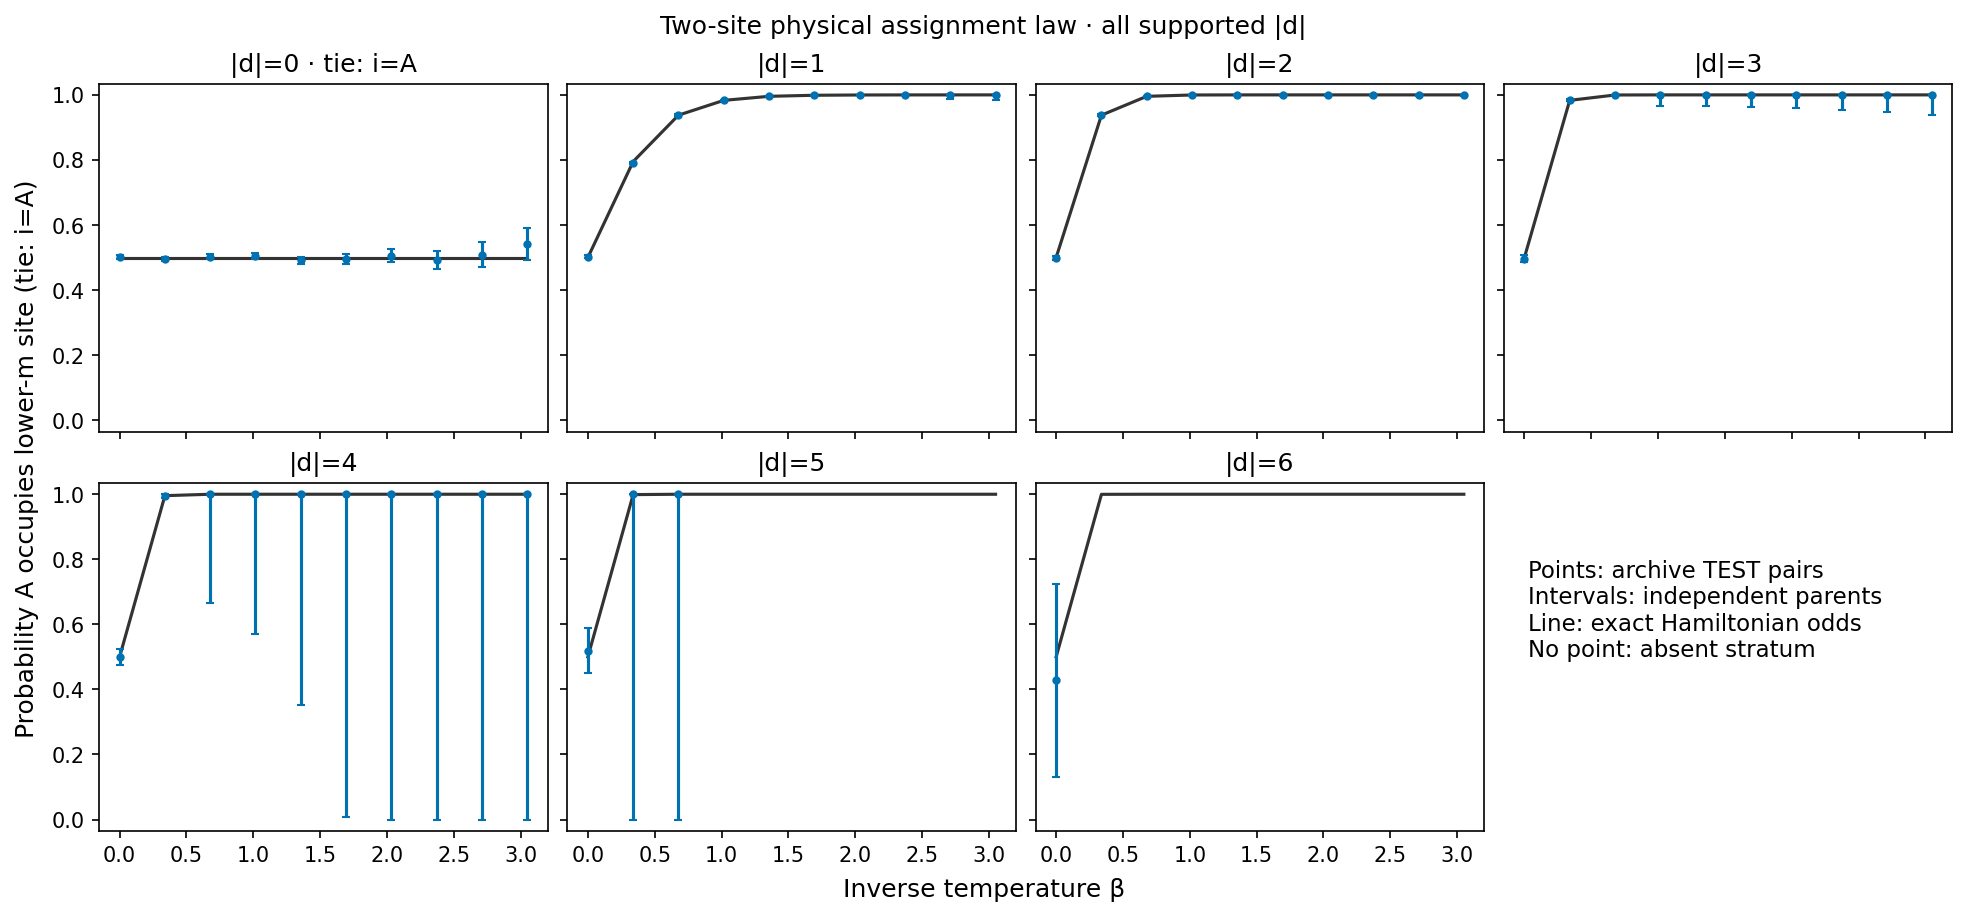 Two-site physical assignment law · all supported |d|
|d|=0 · tie: i=A
|d|=1
|d|=2
|d|=3
1.0
0.8
0.6
0.4
0.2
0.0
Probability A occupies lower-m site (tie: i=A)
|d|=4
|d|=5
|d|=6
1.0
0.8
0.6
0.4
0.2
0.0
Points: archive TEST pairs
Intervals: independent parents
Line: exact Hamiltonian odds
No point: absent stratum
0.0 0.5 1.0 1.5 2.0 2.5 3.0
0.0 0.5 1.0 1.5 2.0 2.5 3.0
0.0 0.5 1.0 1.5 2.0 2.5 3.0
Inverse temperature β